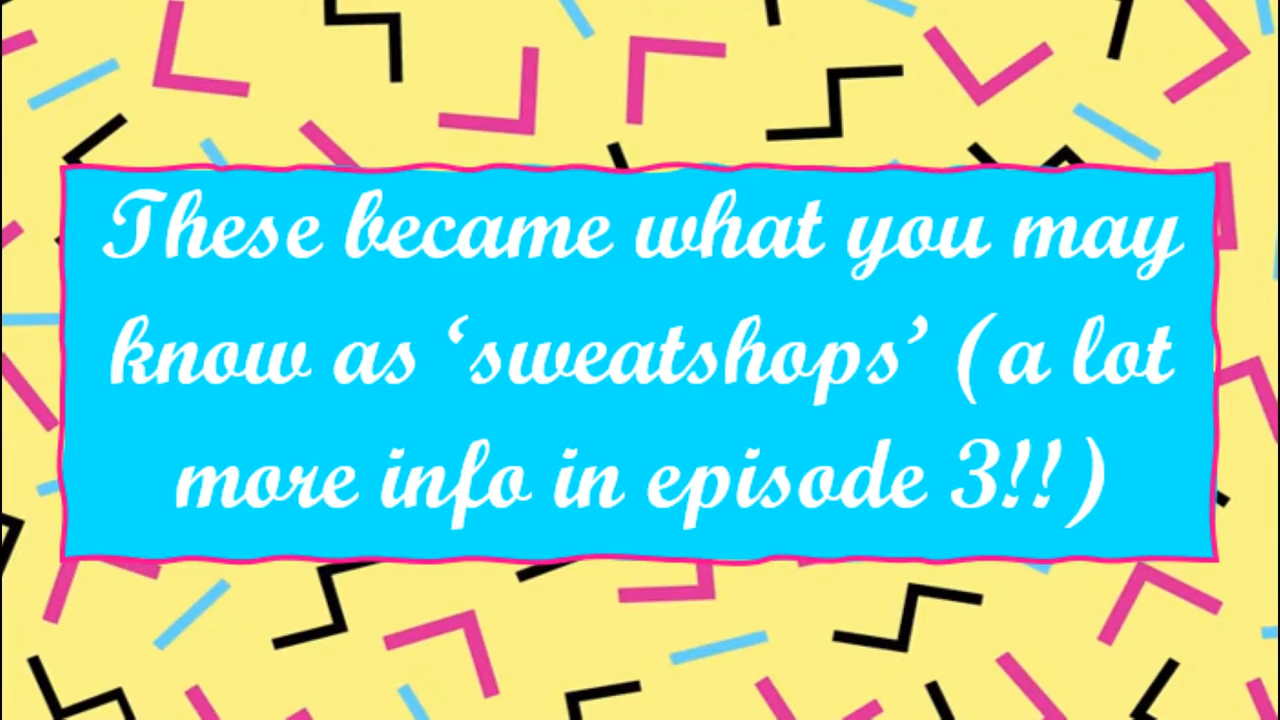 These became what you may
know as ‘sweatshops’ (a lot
more info in episode 3!!)